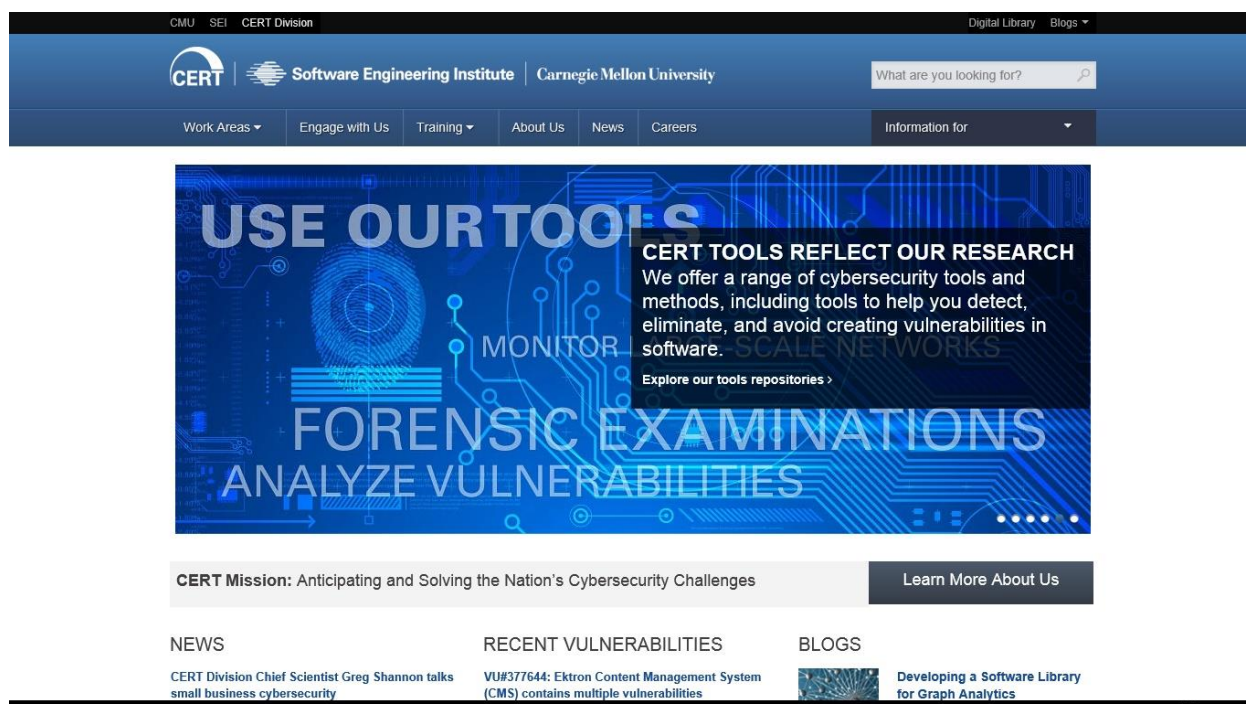 CMU SEI CERT Division
Digital Library Blogs
CERT
Software Engineering Institute
Carnegie Mellon University
What are you looking for?
Work Areas Engage with Us Training About Us News Careers
Information for
USE OUR TOOLS
CERT TOOLS REFLECT OUR RESEARCH
We offer a range of cybersecurity tools and
methods, including tools to help you detect,
eliminate, and avoid creating vulnerabilities in
software.
Explore our tools repositories >
MONITOR LARGE-SCALE NETWORKS
FORENSIC EXAMINATIONS
ANALYZE VULNERABILITIES
CERT Mission: Anticipating and Solving the Nation's Cybersecurity Challenges
Learn More About Us
NEWS
CERT Division Chief Scientist Greg Shannon talks
small business cybersecurity
RECENT VULNERABILITIES
VU#377644: Ektron Content Management System
(CMS) contains multiple vulnerabilities
BLOGS
Developing a Software Library
for Graph Analytics